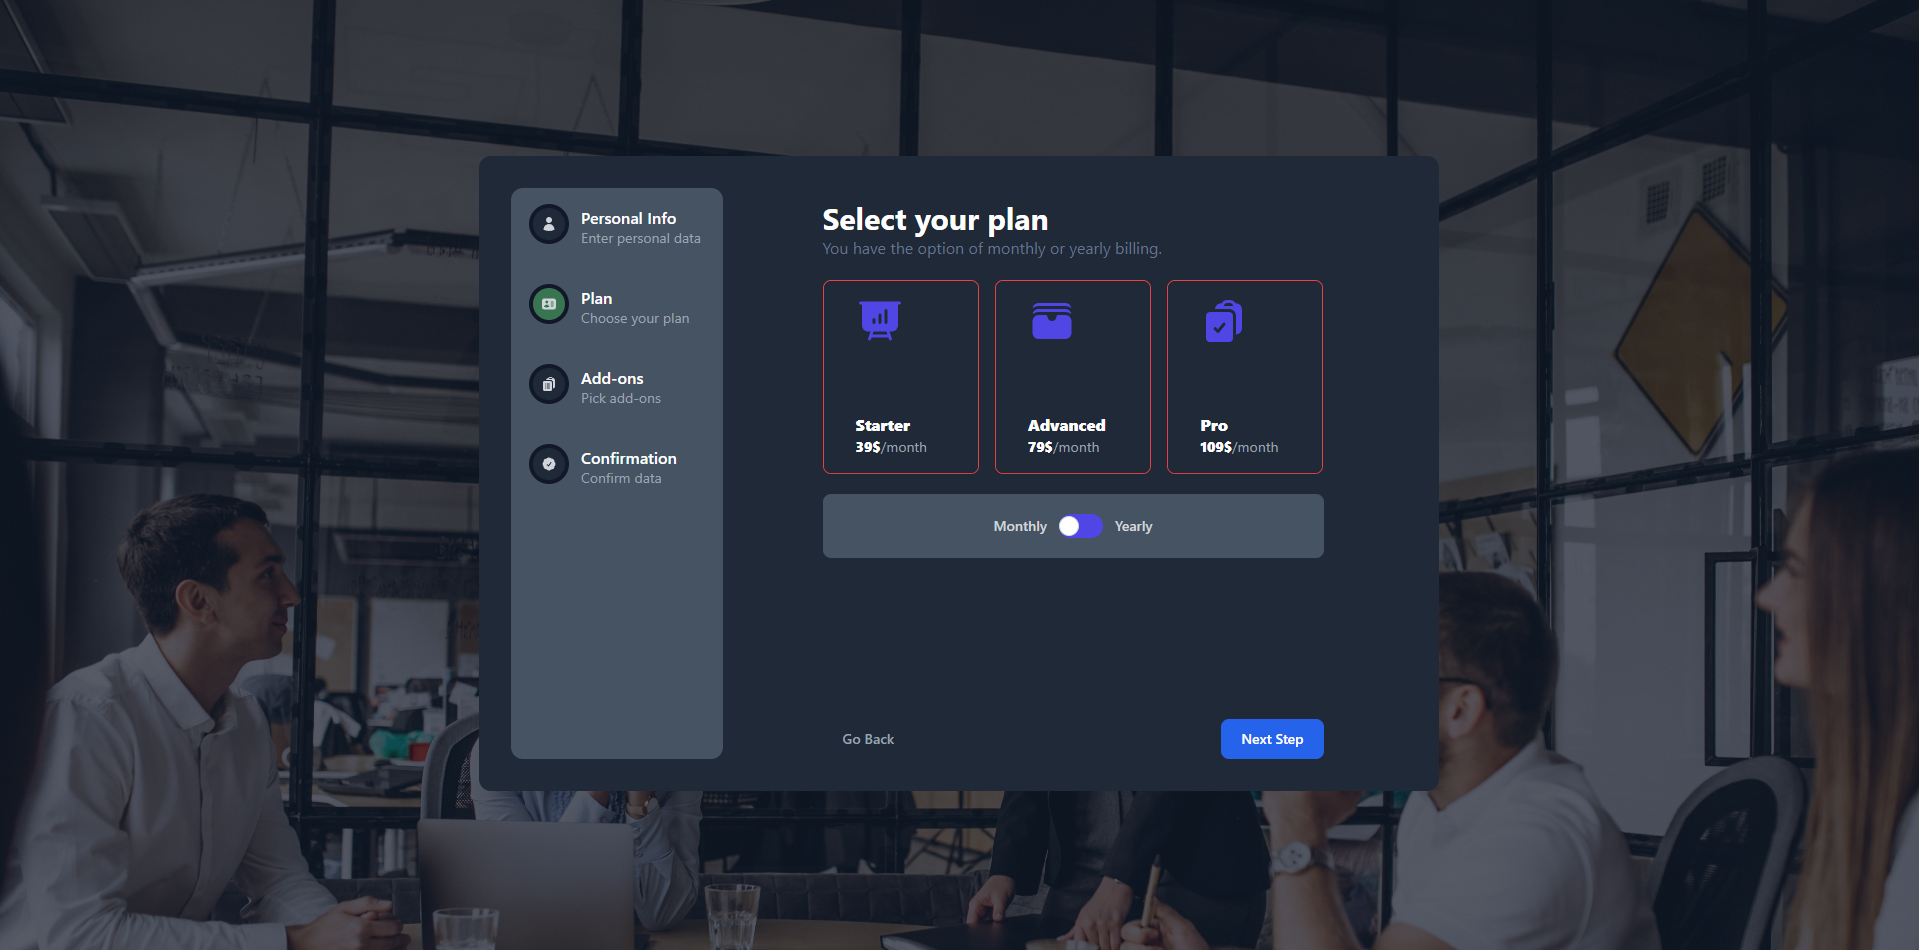 Personal Info
Enter personal data
Plan
Choose your plan
Add-ons
Pick add-ons
Confirmation
Confirm data
Select your plan
You have the option of monthly or yearly billing.
Starter
39$/month
Advanced
79$/month
Pro
109$/month
Monthly
Yearly
Go Back
Next Step